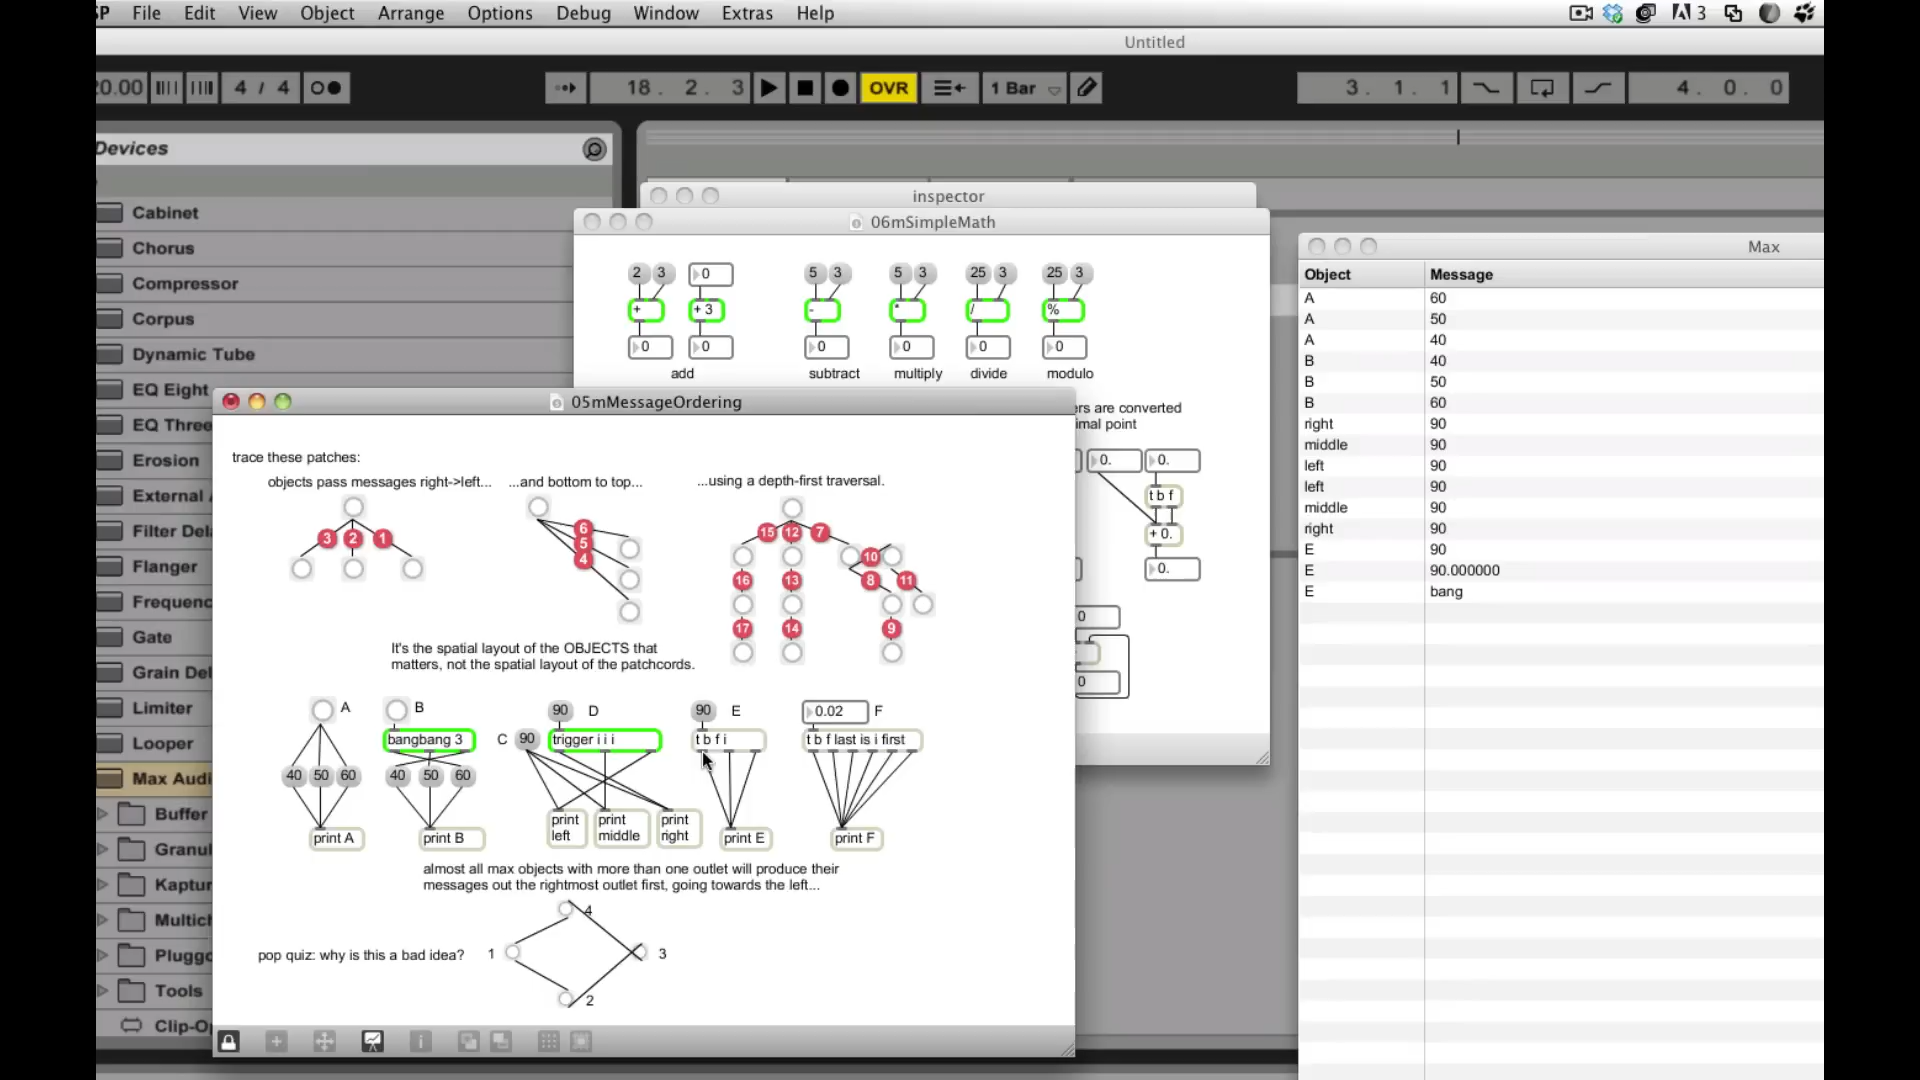 SP File Edit View Object Arrange Options Debug Window Extras Help 3
Untitled
20.00 4 / 4 18. 2. 3 OVR 1 Bar 3. 1. 1 4. 0. 0
Devices
Cabinet
Chorus
Compressor
Corpus
Dynamic Tube
EQ Eight
EQ Three
Erosion
External
Filter Del
Flanger
Frequenc
Gate
Grain Del
Limiter
Looper
Max Audi
Buffer
Granul
Kaptur
Multich
Pluggo
Tools
Clip-Op
inspector
06mSimpleMath
2 3 0 5 3 5 3 25 3 25 3
+ + 3 - * / %
0 0 0 0 0 0
add subtract multiply divide modulo
ers are converted
imal point
0. 0.
t b f
+ 0.
0.
0
0
05mMessageOrdering
trace these patches:
objects pass messages right->left... ...and bottom to top... ...using a depth-first traversal.
3 2 1
6
5
4
15 12 7
10
16 13 8 11
17 14 9
It's the spatial layout of the OBJECTS that
matters, not the spatial layout of the patchcords.
A B 90 D 90 E 0.02 F
bangbang 3 C 90 trigger i i i t b f i t b f last is i first
40 50 60 40 50 60
print A print B print left print middle print right print E print F
almost all max objects with more than one outlet will produce their
messages out the rightmost outlet first, going towards the left...
4
pop quiz: why is this a bad idea? 1 3
2
Max
Object Message
A 60
A 50
A 40
B 40
B 50
B 60
right 90
middle 90
left 90
left 90
middle 90
right 90
E 90
E 90.000000
E bang